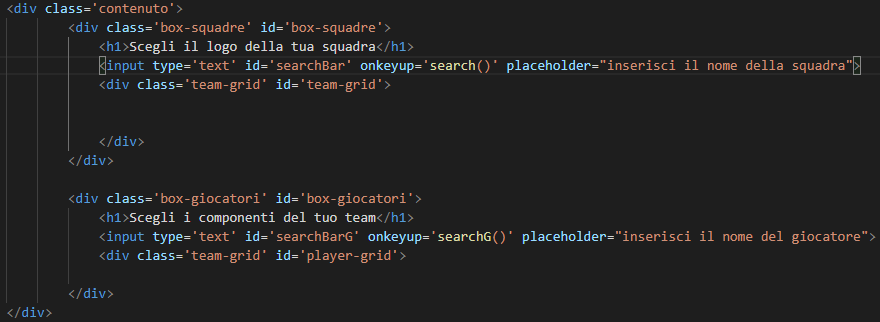 <div class='contenuto'>
<div class='box-squadre' id='box-squadre'>
<h1>Scegli il logo della tua squadra</h1>
<input type='text' id='searchBar' onkeyup='search()' placeholder="inserisci il nome della squadra">
<div class='team-grid' id='team-grid'>
</div>
</div>
<div class='box-giocatori' id='box-giocatori'>
<h1>Scegli i componenti del tuo team</h1>
<input type='text' id='searchBarG' onkeyup='searchG()' placeholder="inserisci il nome del giocatore">
<div class='team-grid' id='player-grid'>
</div>
</div>